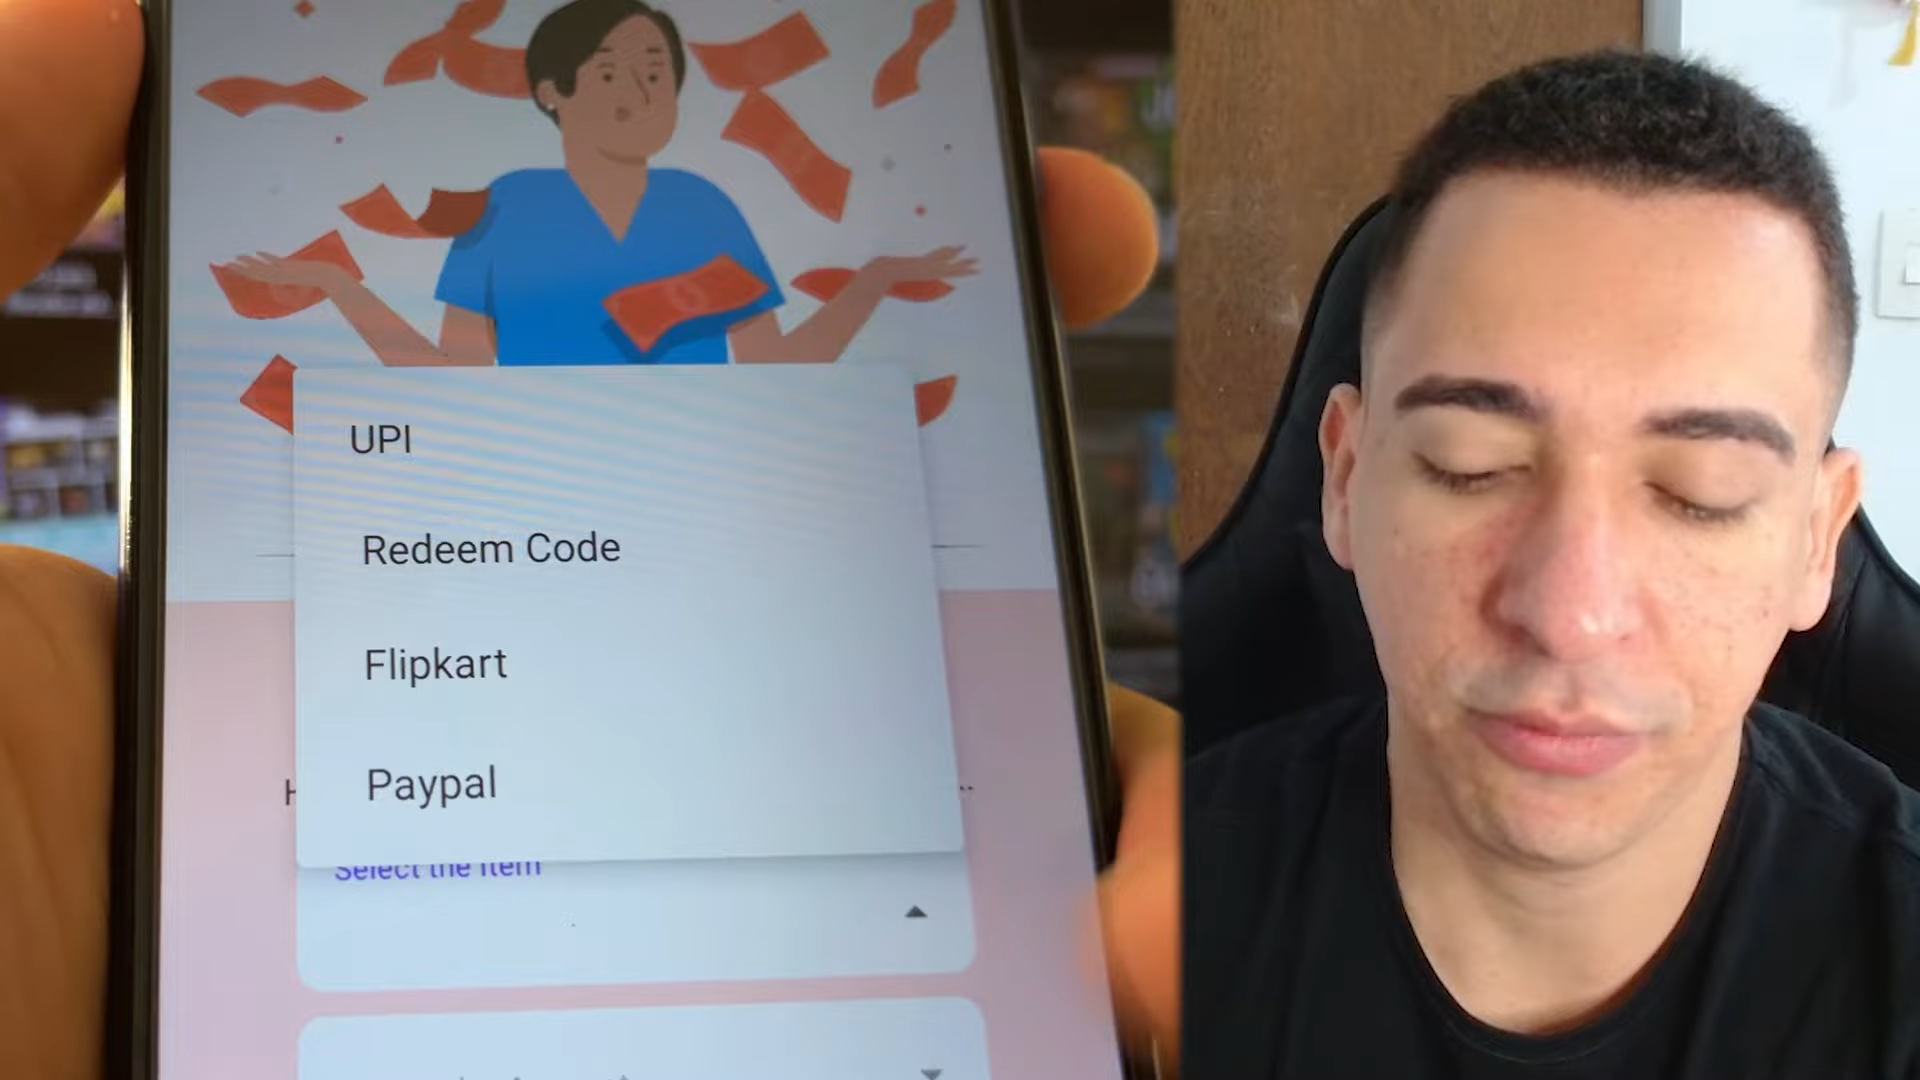 UPI
Redeem Code
Flipkart
Paypal
Select the item